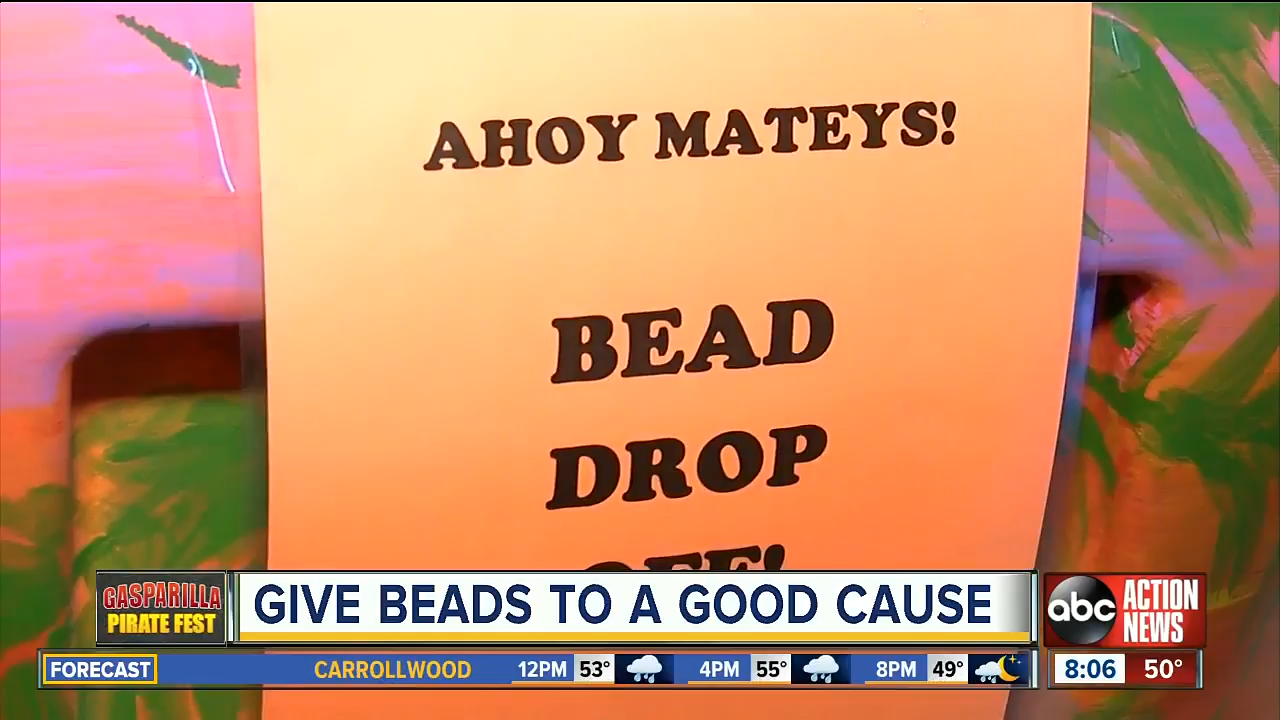 AHOY MATEYS!
BEAD
DROP
OFF!
GASPARILLA
PIRATE FEST
GIVE BEADS TO A GOOD CAUSE
abc ACTION
NEWS
FORECAST CARROLLWOOD 12PM 53° 4PM 55° 8PM 49° 8:06 50°